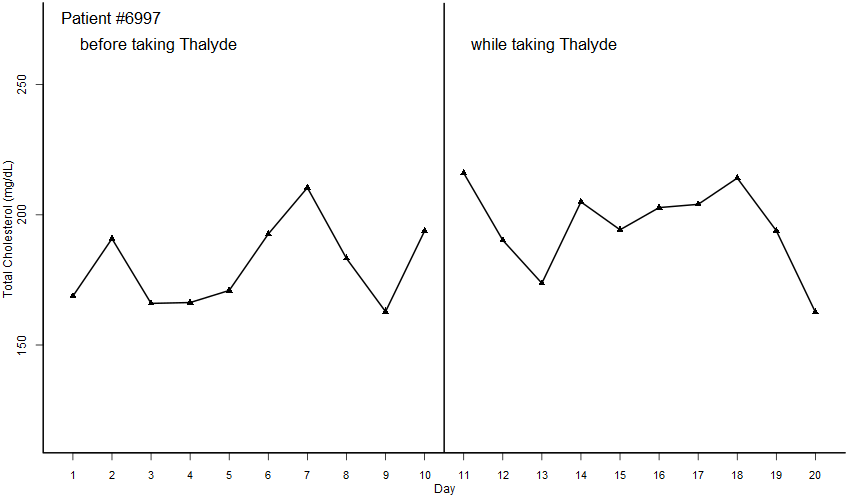 Patient #6997
before taking Thalyde
while taking Thalyde
Total Cholesterol (mg/dL)
250
200
150
1 2 3 4 5 6 7 8 9 10 11 12 13 14 15 16 17 18 19 20
Day